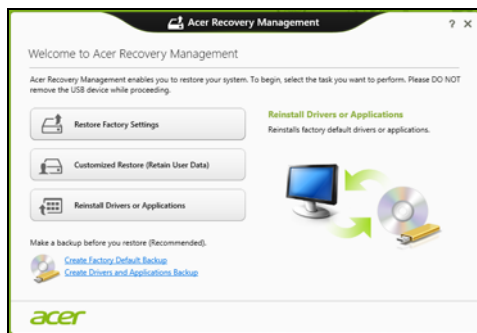 Acer Recovery Management
? ×
Welcome to Acer Recovery Management
Acer Recovery Management enables you to restore your system. To begin, select the task you want to perform. Please DO NOT
remove the USB device while proceeding.
Restore Factory Settings
Customized Restore (Retain User Data)
Reinstall Drivers or Applications
Reinstall Drivers or Applications
Reinstalls factory default drivers or applications.
Make a backup before you restore (Recommended).
Create Factory Default Backup
Create Drivers and Applications Backup
acer